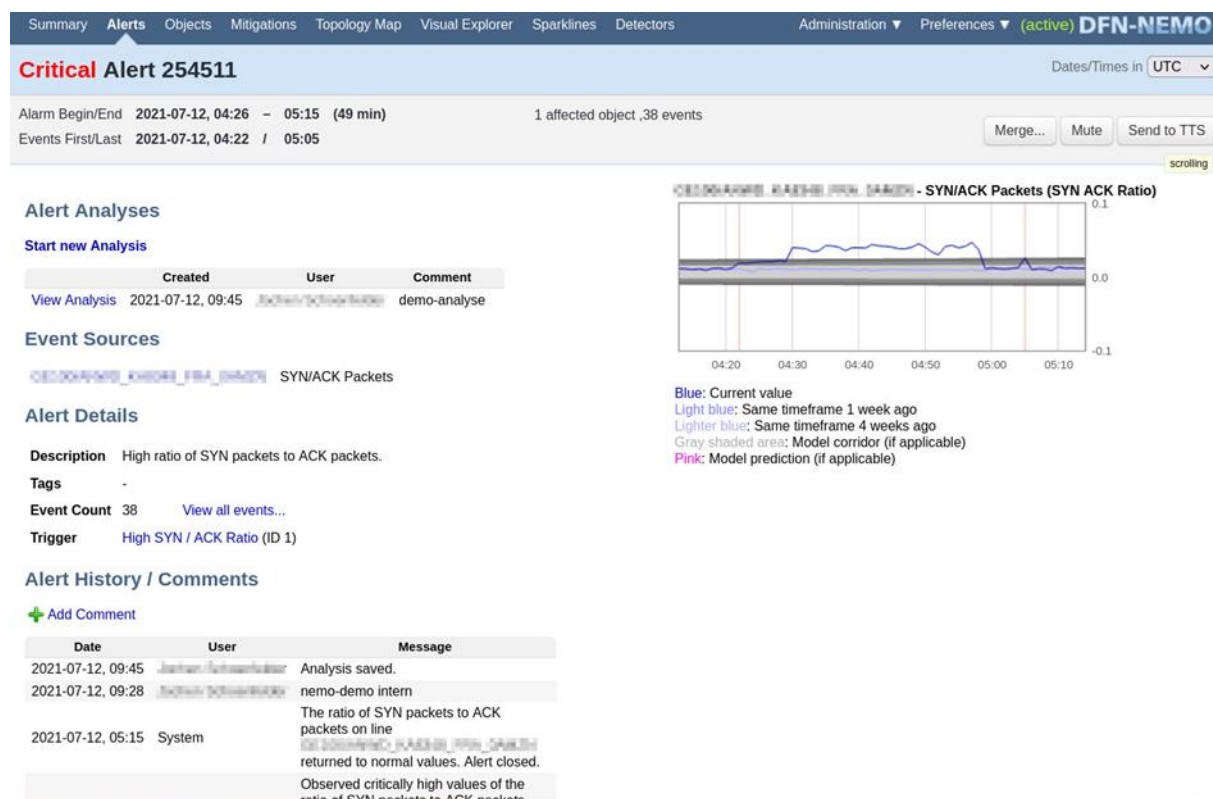 Summary Alerts Objects Mitigations Topology Map Visual Explorer Sparklines Detectors Administration ▼ Preferences ▼ (active) DFN-NEMO
Critical Alert 254511
Dates/Times in UTC
Alarm Begin/End 2021-07-12, 04:26 – 05:15 (49 min)
1 affected object ,38 events
Events First/Last 2021-07-12, 04:22 / 05:05
Merge... Mute Send to TTS
scrolling
Alert Analyses
Start new Analysis
Created User Comment
View Analysis 2021-07-12, 09:45 demo-analyse
Event Sources
SYN/ACK Packets
Alert Details
Description High ratio of SYN packets to ACK packets.
Tags -
Event Count 38 View all events...
Trigger High SYN / ACK Ratio (ID 1)
Alert History / Comments
Add Comment
Date User Message
2021-07-12, 09:45 Analysis saved.
2021-07-12, 09:28 nemo-demo intern
The ratio of SYN packets to ACK
packets on line
2021-07-12, 05:15 System
returned to normal values. Alert closed.
Observed critically high values of the
ratio of SYN packets to ACK packets
- SYN/ACK Packets (SYN ACK Ratio)
0.1
0.0
-0.1
04:20 04:30 04:40 04:50 05:00 05:10
Blue: Current value
Light blue: Same timeframe 1 week ago
Lighter blue: Same timeframe 4 weeks ago
Gray shaded area: Model corridor (if applicable)
Pink: Model prediction (if applicable)